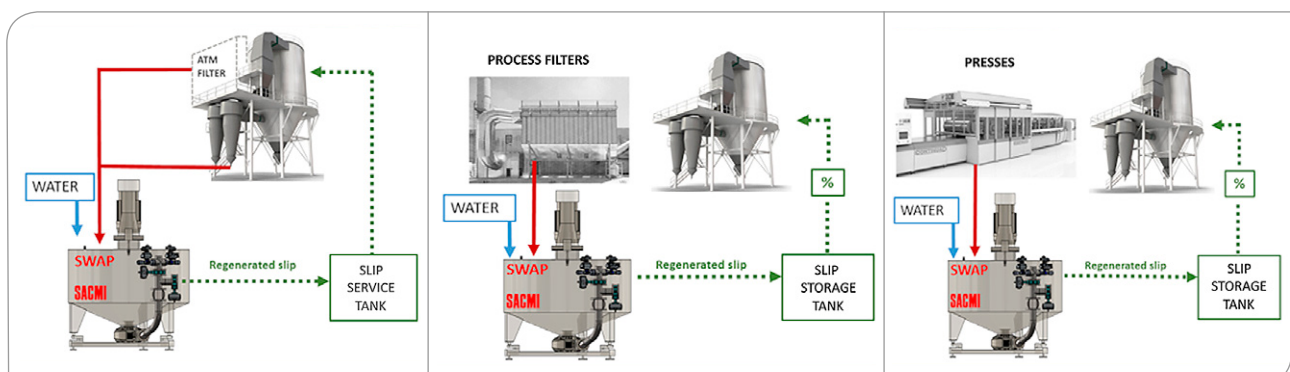 ATM
FILTER
WATER
SWAP
SACMI
Regenerated slip
SLIP
SERVICE
TANK
PROCESS FILTERS
WATER
SWAP
SACMI
Regenerated slip
%
SLIP
STORAGE
TANK
PRESSES
WATER
SWAP
SACMI
Regenerated slip
%
SLIP
STORAGE
TANK